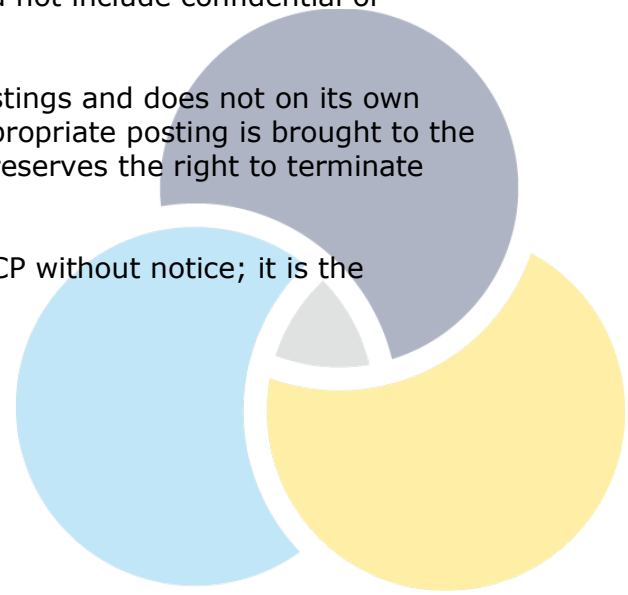 not include confidential or
stings and does not on its own
propriate posting is brought to the
reserves the right to terminate
CP without notice; it is the